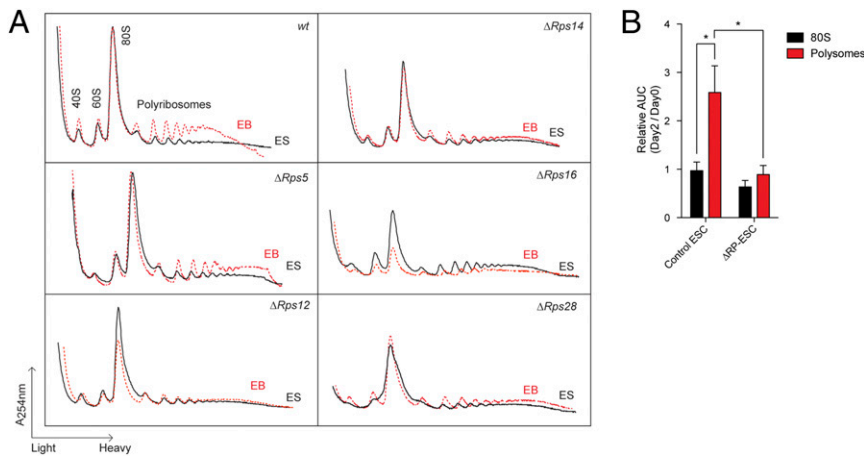 A
wt
40S
60S
80S
Polyribosomes
EB
ES
ΔRps14
EB
ES
ΔRps5
EB
ES
ΔRps16
EB
ES
ΔRps12
EB
ES
ΔRps28
EB
ES
A254nm
Light Heavy
B
80S
Polysomes
Relative AUC
(Day2 / Day0)
4
3
2
1
0
*
*
Control ESC
ΔRP-ESC